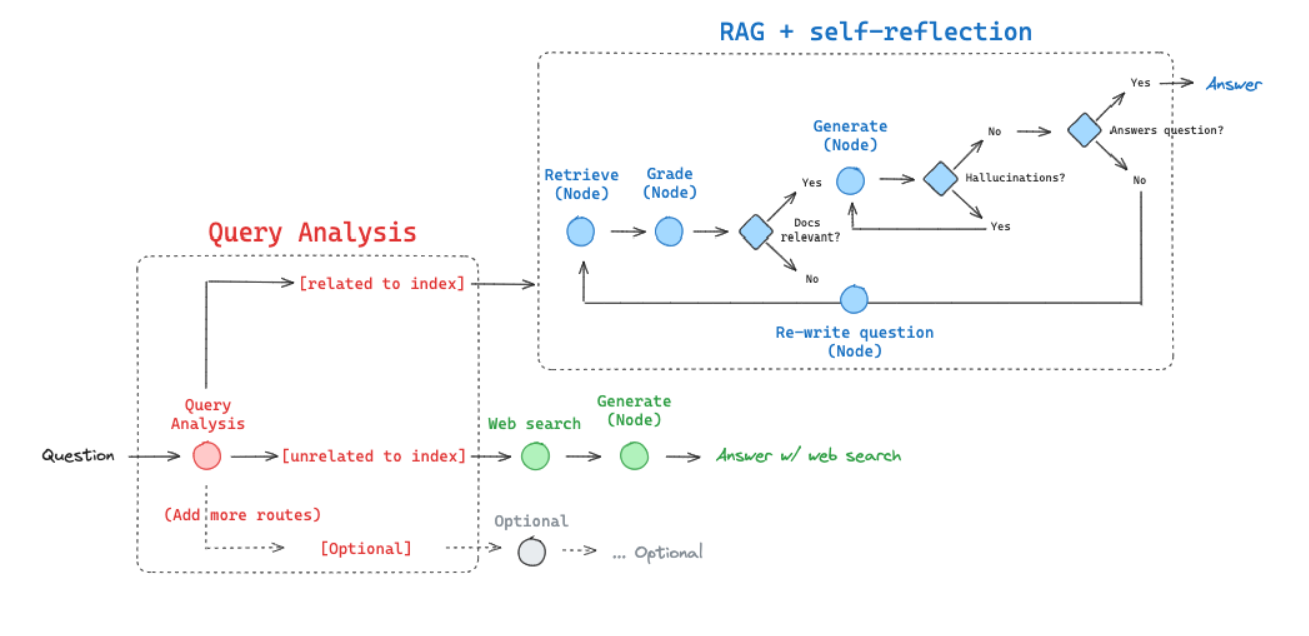 RAG + self-reflection
Yes
Answer
Answers question?
No
Generate
(Node)
No
Hallucinations?
Yes
Retrieve
(Node)
Grade
(Node)
Yes
Docs
relevant?
No
Re-write question
(Node)
Query Analysis
[related to index]
Query
Analysis
Question
[unrelated to index]
Web search
Generate
(Node)
Answer w/ web search
(Add more routes)
[Optional]
Optional
... Optional